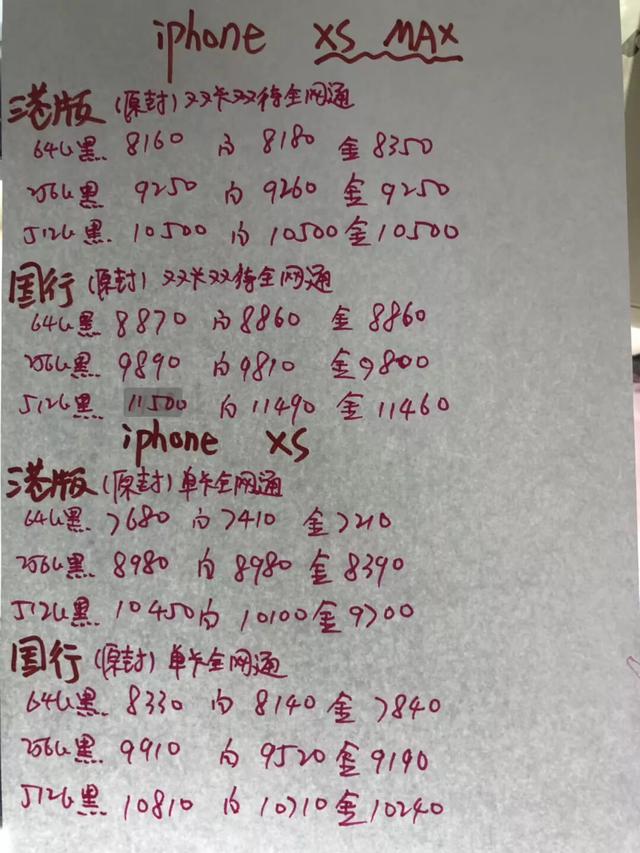 iphone XS MAX
港版 (原封) 双卡双待全网通
64G黑 8160 白 8180 金 8350
256G黑 9250 白 9260 金 9250
512G黑 10500 白 10500 金 10500
国行 (原封) 双卡双待全网通
64G黑 8870 白 8860 金 8860
256G黑 9890 白 9810 金 9800
512G黑 11500 白 11490 金 11460
iphone XS
港版 (原封) 单卡全网通
64G黑 7680 白 7410 金 7210
256G黑 8980 白 8980 金 8390
512G黑 10450 白 10100 金 9700
国行 (原封) 单卡全网通
64G黑 8330 白 8140 金 7840
256G黑 9910 白 9520 金 9190
512G黑 10810 白 10710 金 10240